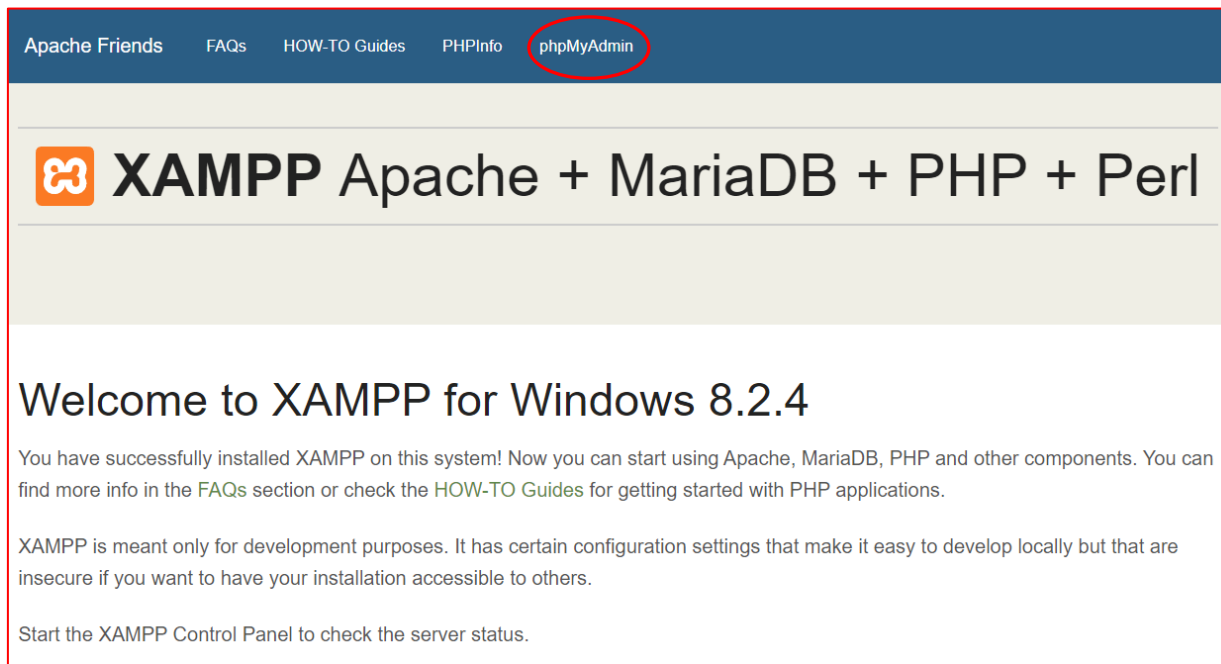 Apache Friends FAQs HOW-TO Guides PHPInfo phpMyAdmin
XAMPP Apache + MariaDB + PHP + Perl
Welcome to XAMPP for Windows 8.2.4
You have successfully installed XAMPP on this system! Now you can start using Apache, MariaDB, PHP and other components. You can
find more info in the FAQs section or check the HOW-TO Guides for getting started with PHP applications.
XAMPP is meant only for development purposes. It has certain configuration settings that make it easy to develop locally but that are
insecure if you want to have your installation accessible to others.
Start the XAMPP Control Panel to check the server status.